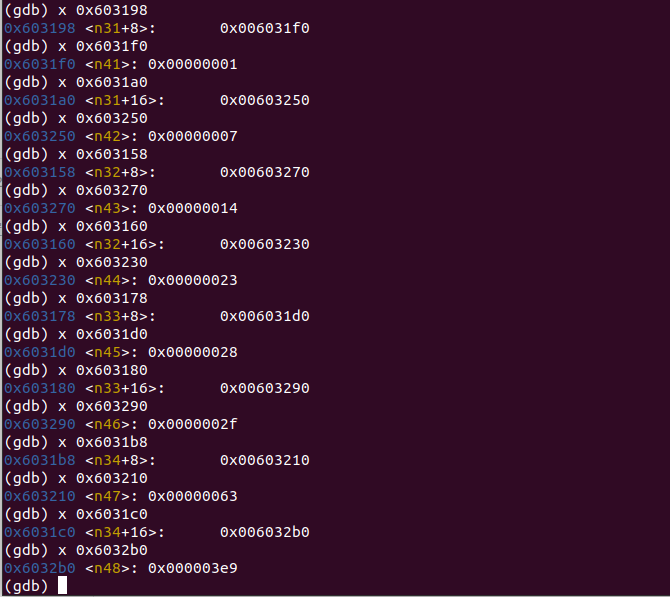 (gdb) x 0x603198
0x603198 <n31+8>: 0x006031f0
(gdb) x 0x6031f0
0x6031f0 <n41>: 0x00000001
(gdb) x 0x6031a0
0x6031a0 <n31+16>: 0x00603250
(gdb) x 0x603250
0x603250 <n42>: 0x00000007
(gdb) x 0x603158
0x603158 <n32+8>: 0x00603270
(gdb) x 0x603270
0x603270 <n43>: 0x00000014
(gdb) x 0x603160
0x603160 <n32+16>: 0x00603230
(gdb) x 0x603230
0x603230 <n44>: 0x00000023
(gdb) x 0x603178
0x603178 <n33+8>: 0x006031d0
(gdb) x 0x6031d0
0x6031d0 <n45>: 0x00000028
(gdb) x 0x603180
0x603180 <n33+16>: 0x00603290
(gdb) x 0x603290
0x603290 <n46>: 0x0000002f
(gdb) x 0x6031b8
0x6031b8 <n34+8>: 0x00603210
(gdb) x 0x603210
0x603210 <n47>: 0x00000063
(gdb) x 0x6031c0
0x6031c0 <n34+16>: 0x006032b0
(gdb) x 0x6032b0
0x6032b0 <n48>: 0x000003e9
(gdb)